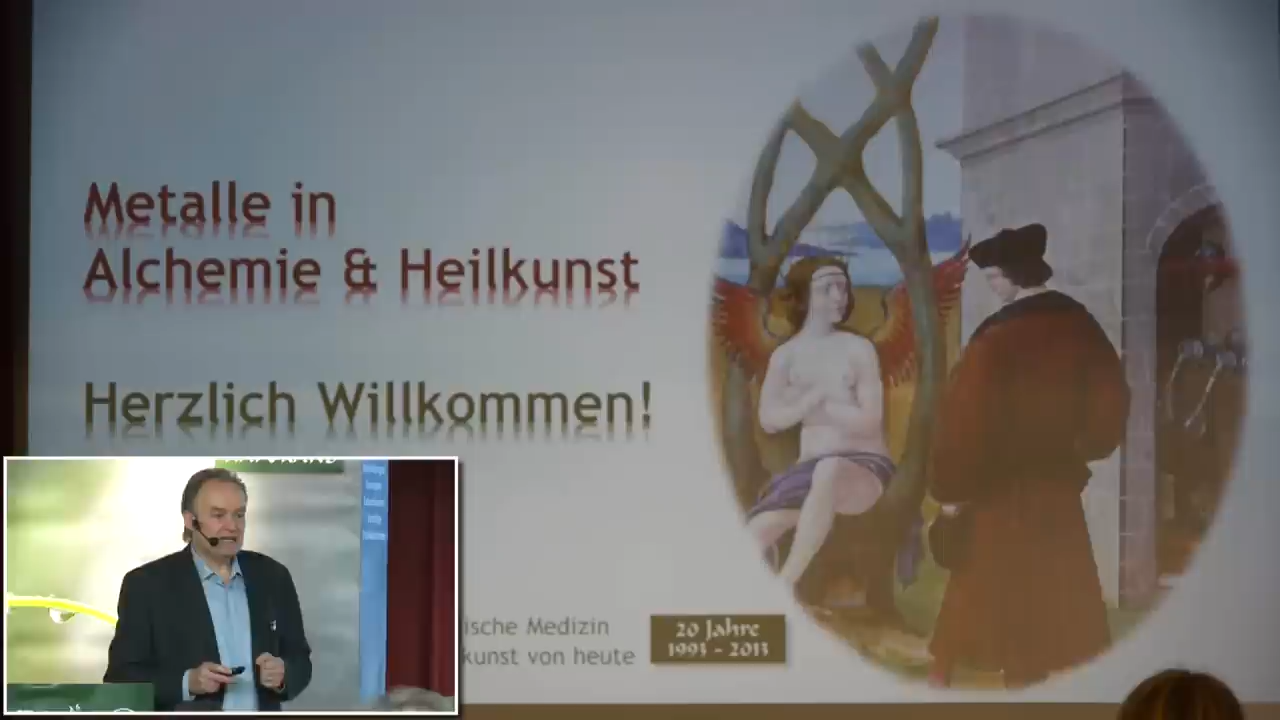 Metalle in
Alchemie & Heilkunst
Herzlich Willkommen!
ische Medizin
kunst von heute
20 Jahre
1993 - 2013